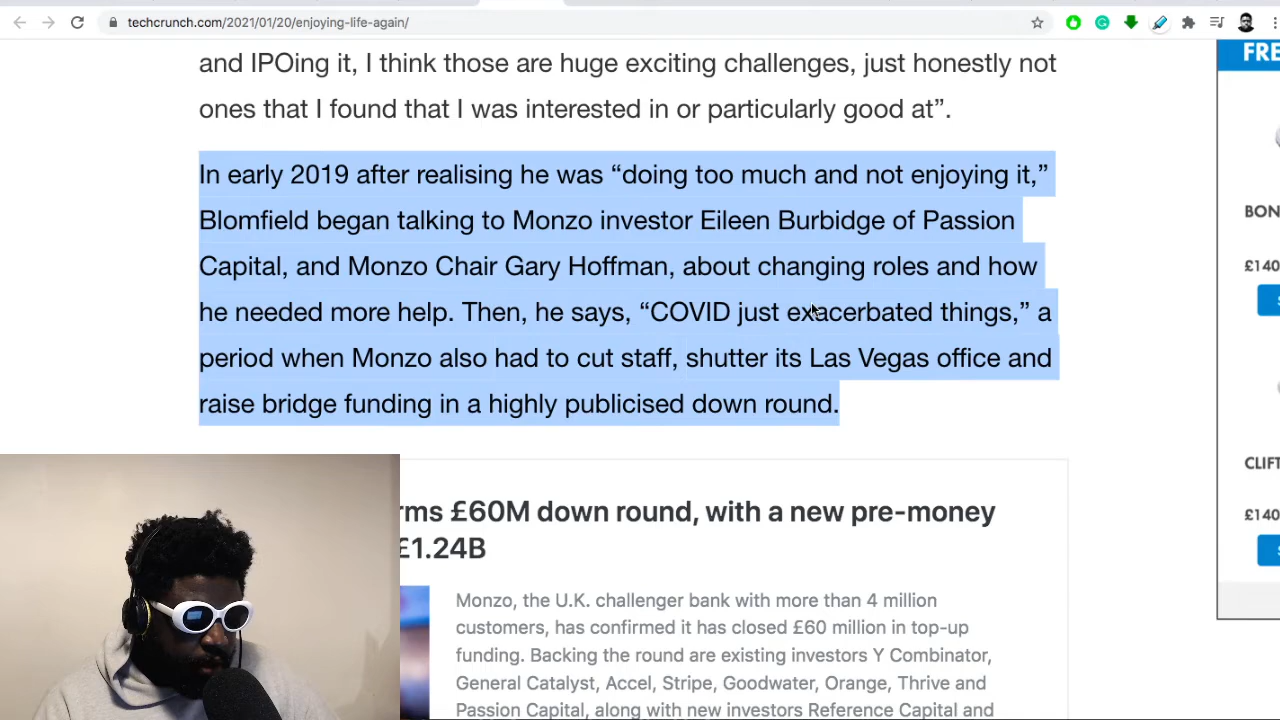 techcrunch.com/2021/01/20/enjoying-life-again/
and IPOing it, I think those are huge exciting challenges, just honestly not
ones that I found that I was interested in or particularly good at”.
In early 2019 after realising he was “doing too much and not enjoying it,”
Blomfield began talking to Monzo investor Eileen Burbidge of Passion
Capital, and Monzo Chair Gary Hoffman, about changing roles and how
he needed more help. Then, he says, “COVID just exacerbated things,” a
period when Monzo also had to cut staff, shutter its Las Vegas office and
raise bridge funding in a highly publicised down round.
rms £60M down round, with a new pre-money
£1.24B
Monzo, the U.K. challenger bank with more than 4 million
customers, has confirmed it has closed £60 million in top-up
funding. Backing the round are existing investors Y Combinator,
General Catalyst, Accel, Stripe, Goodwater, Orange, Thrive and
Passion Capital, along with new investors Reference Capital and
FRE
BON
£140
CLIFT
£140